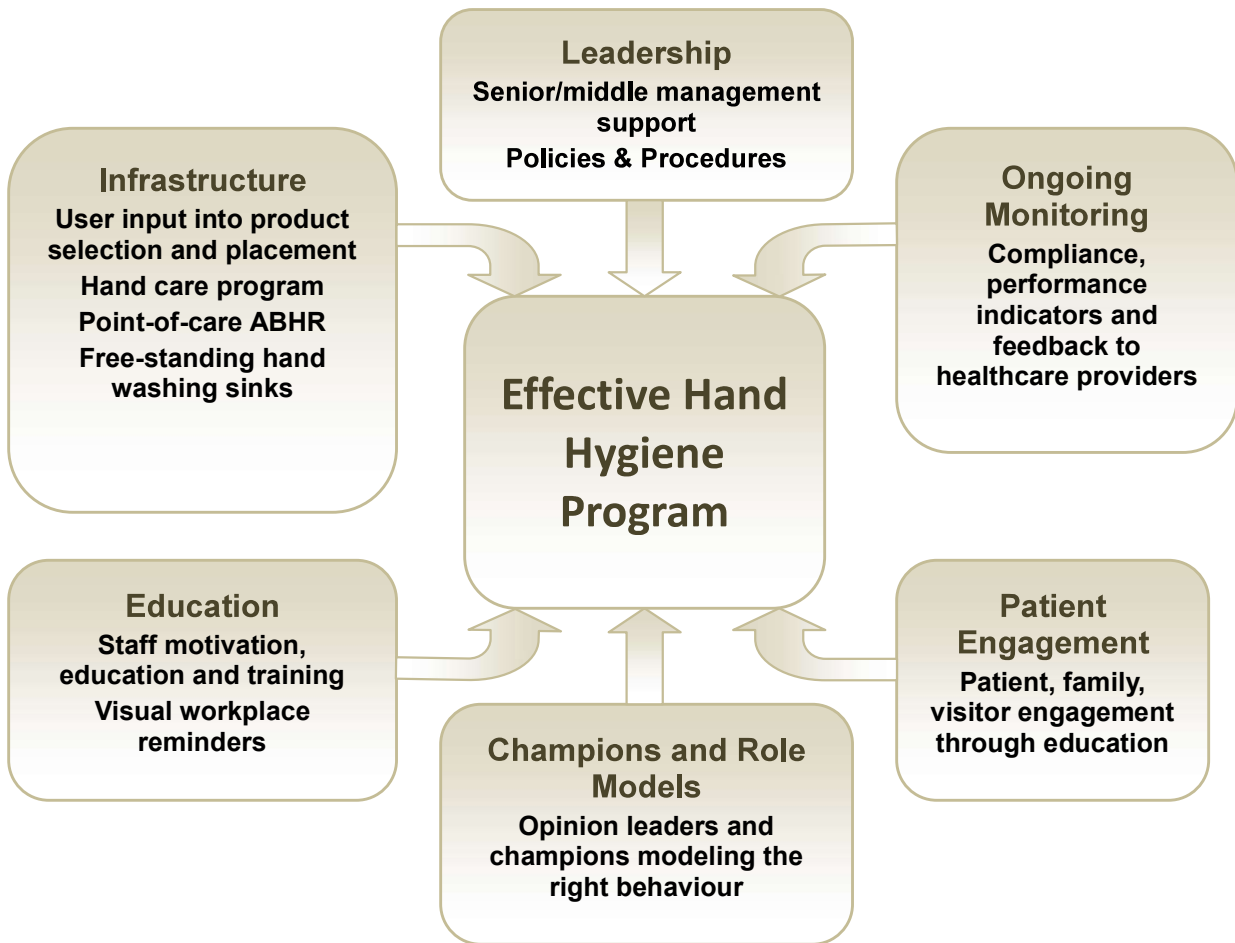 Leadership
Senior/middle management
support
Policies & Procedures
Infrastructure
User input into product
selection and placement
Hand care program
Point-of-care ABHR
Free-standing hand
washing sinks
Ongoing
Monitoring
Compliance,
performance
indicators and
feedback to
healthcare providers
Effective Hand
Hygiene
Program
Education
Staff motivation,
education and training
Visual workplace
reminders
Champions and Role
Models
Opinion leaders and
champions modeling the
right behaviour
Patient
Engagement
Patient, family,
visitor engagement
through education